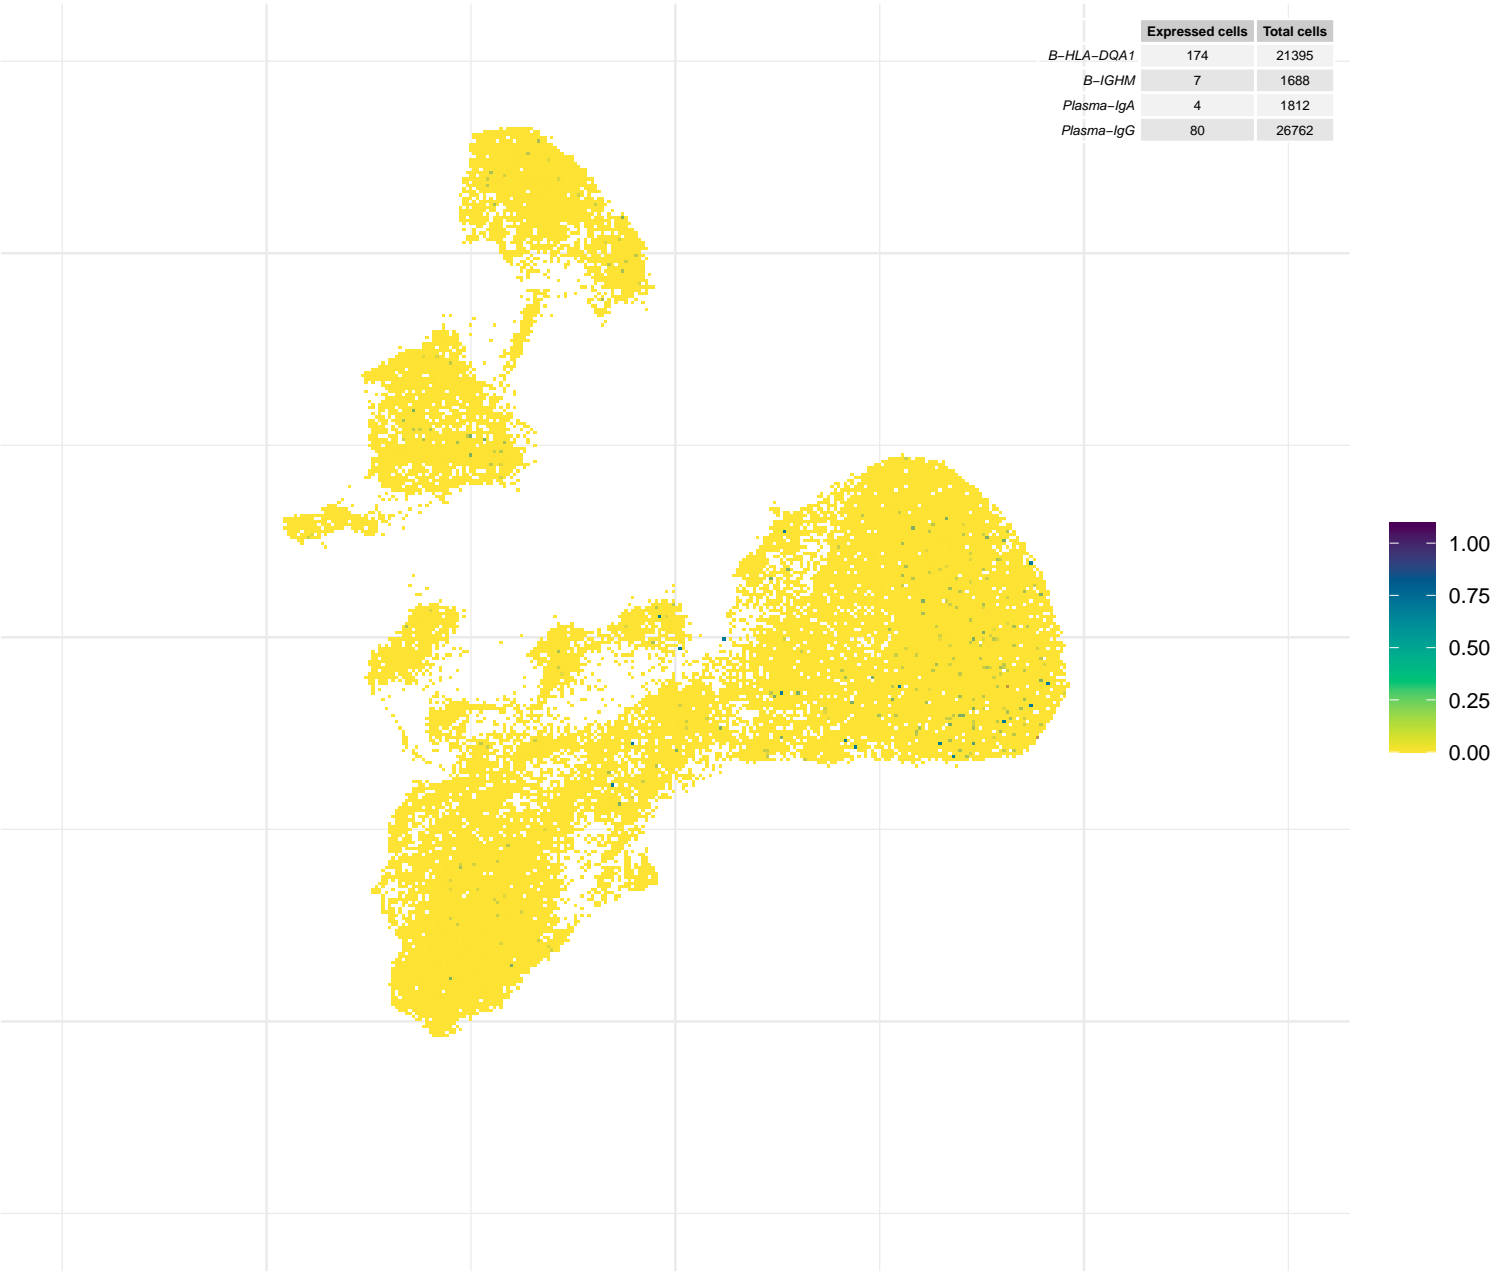 Expressed cells Total cells
B−HLA−DQA1 174 21395
B−IGHM 7 1688
Plasma−IgA 4 1812
Plasma−IgG 80 26762
1.00
0.75
0.50
0.25
0.00